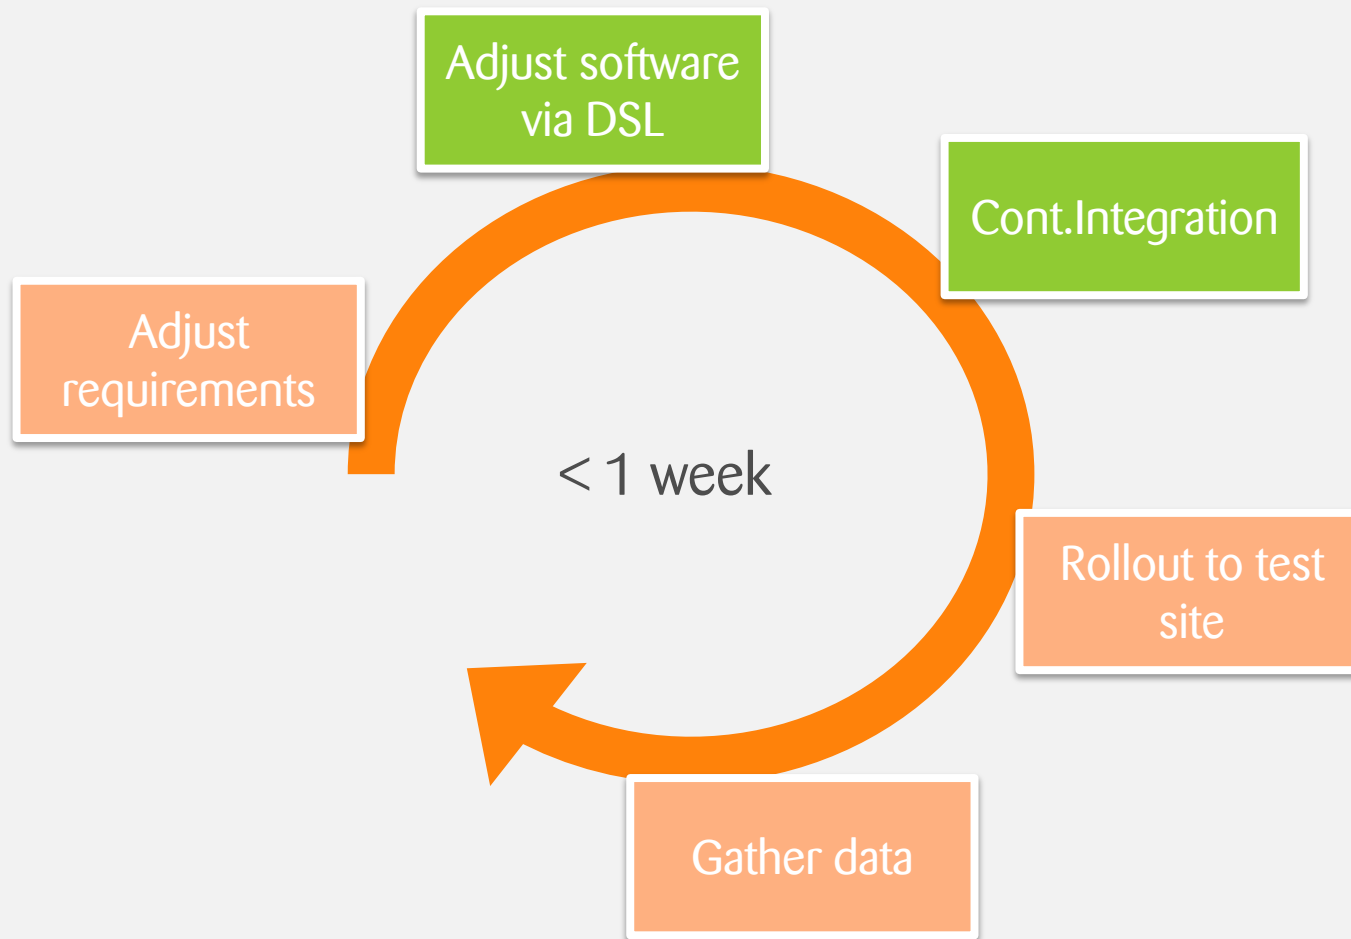 Adjust software
via DSL
Cont.Integration
Adjust
requirements
< 1 week
Rollout to test
site
Gather data